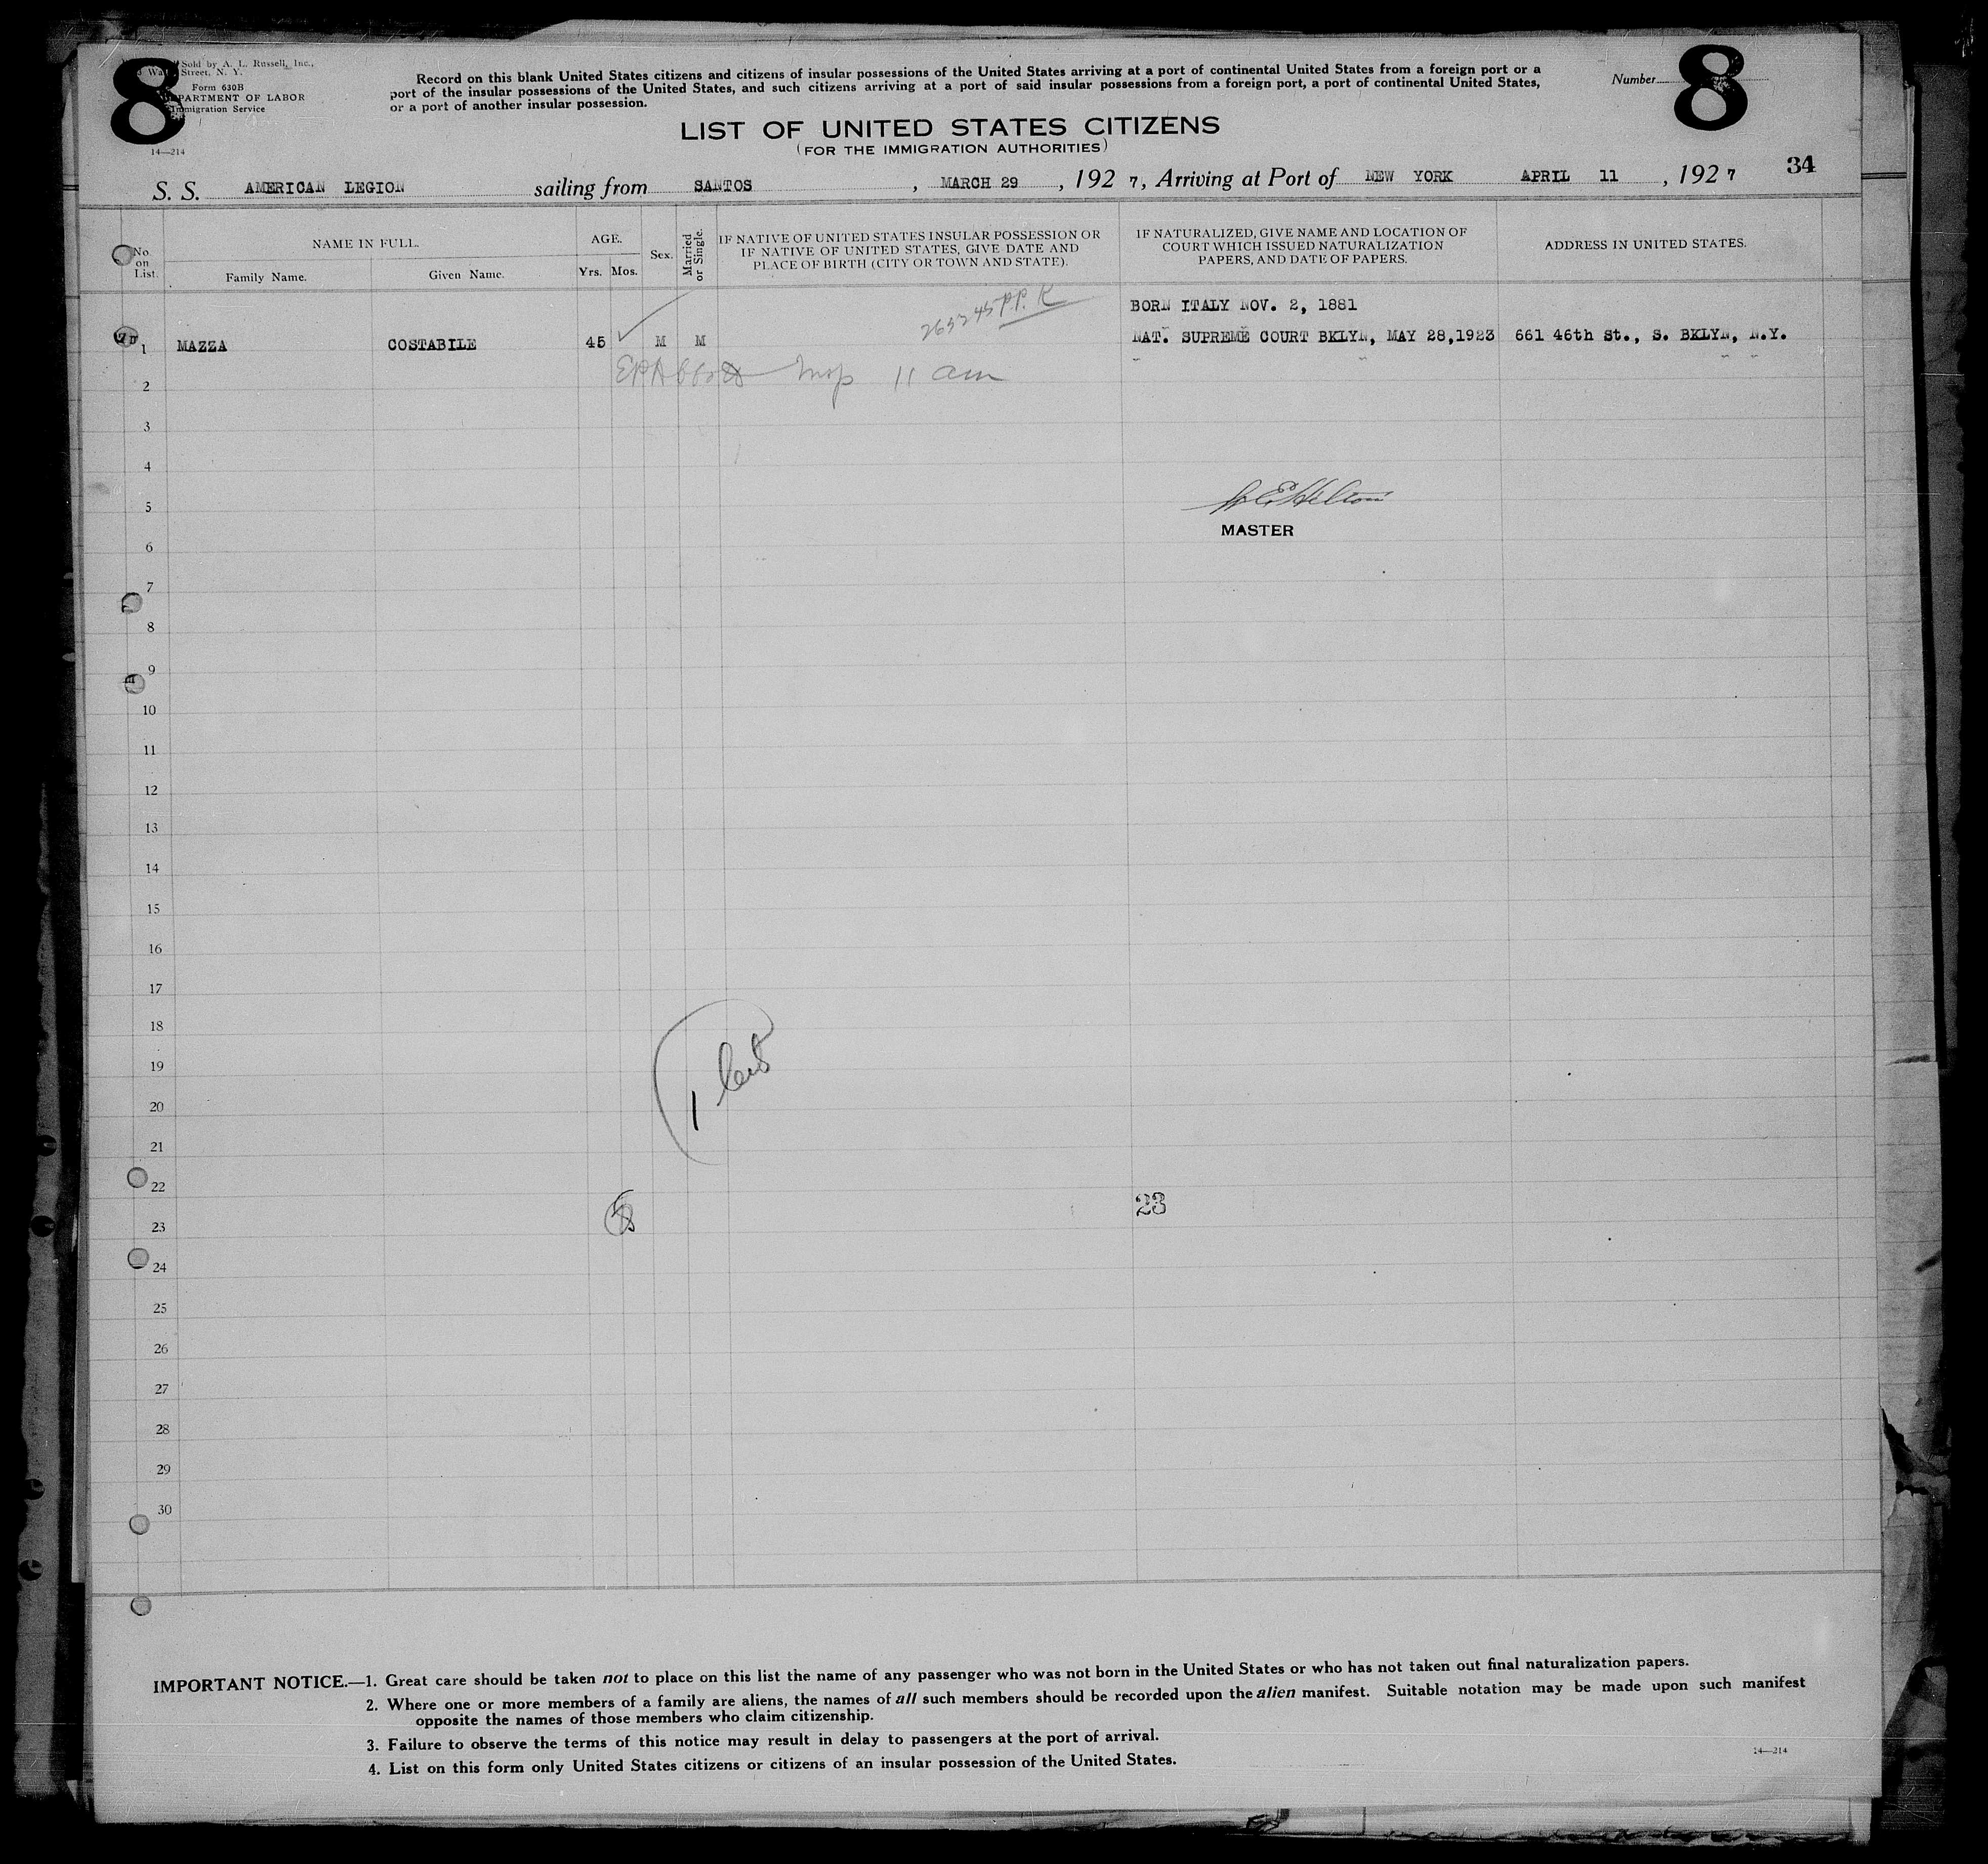 8
Sold by A. L. Russell, Inc.,
Street, N. Y.
Form 630B
DEPARTMENT OF LABOR
Immigration Service
14—214
Record on this blank United States citizens and citizens of insular possessions of the United States arriving at a port of continental United States from a foreign port or a
port of the insular possessions of the United States, and such citizens arriving at a port of said insular possessions from a foreign port, a port of continental United States,
or a port of another insular possession.
Number
8
LIST OF UNITED STATES CITIZENS
(FOR THE IMMIGRATION AUTHORITIES)
34
S. S. AMERICAN LEGION sailing from SANTOS, MARCH 29, 1927, Arriving at Port of NEW YORK APRIL 11, 1927
No. on List.
NAME IN FULL.
Family Name.
Given Name.
AGE.
Yrs.
Mos.
Sex.
Married or Single.
IF NATIVE OF UNITED STATES INSULAR POSSESSION OR
IF NATIVE OF UNITED STATES, GIVE DATE AND
PLACE OF BIRTH (CITY OR TOWN AND STATE).
IF NATURALIZED, GIVE NAME AND LOCATION OF
COURT WHICH ISSUED NATURALIZATION
PAPERS, AND DATE OF PAPERS.
ADDRESS IN UNITED STATES.
263245 P.P. R
BORN ITALY NOV. 2, 1881
1 MAZZA COSTABILE 45 M M NAT. SUPREME COURT BKLYN, MAY 28,1923 661 46th St., S. BKLYN, N.Y.
2 11 am
3
4
5
MASTER
6
7
8
9
10
11
12
13
14
15
16
17
18
19
20
21
22
23
23
24
25
26
27
28
29
30
IMPORTANT NOTICE.—1. Great care should be taken not to place on this list the name of any passenger who was not born in the United States or who has not taken out final naturalization papers.
2. Where one or more members of a family are aliens, the names of all such members should be recorded upon the alien manifest. Suitable notation may be made upon such manifest
opposite the names of those members who claim citizenship.
3. Failure to observe the terms of this notice may result in delay to passengers at the port of arrival.
4. List on this form only United States citizens or citizens of an insular possession of the United States.
14—214